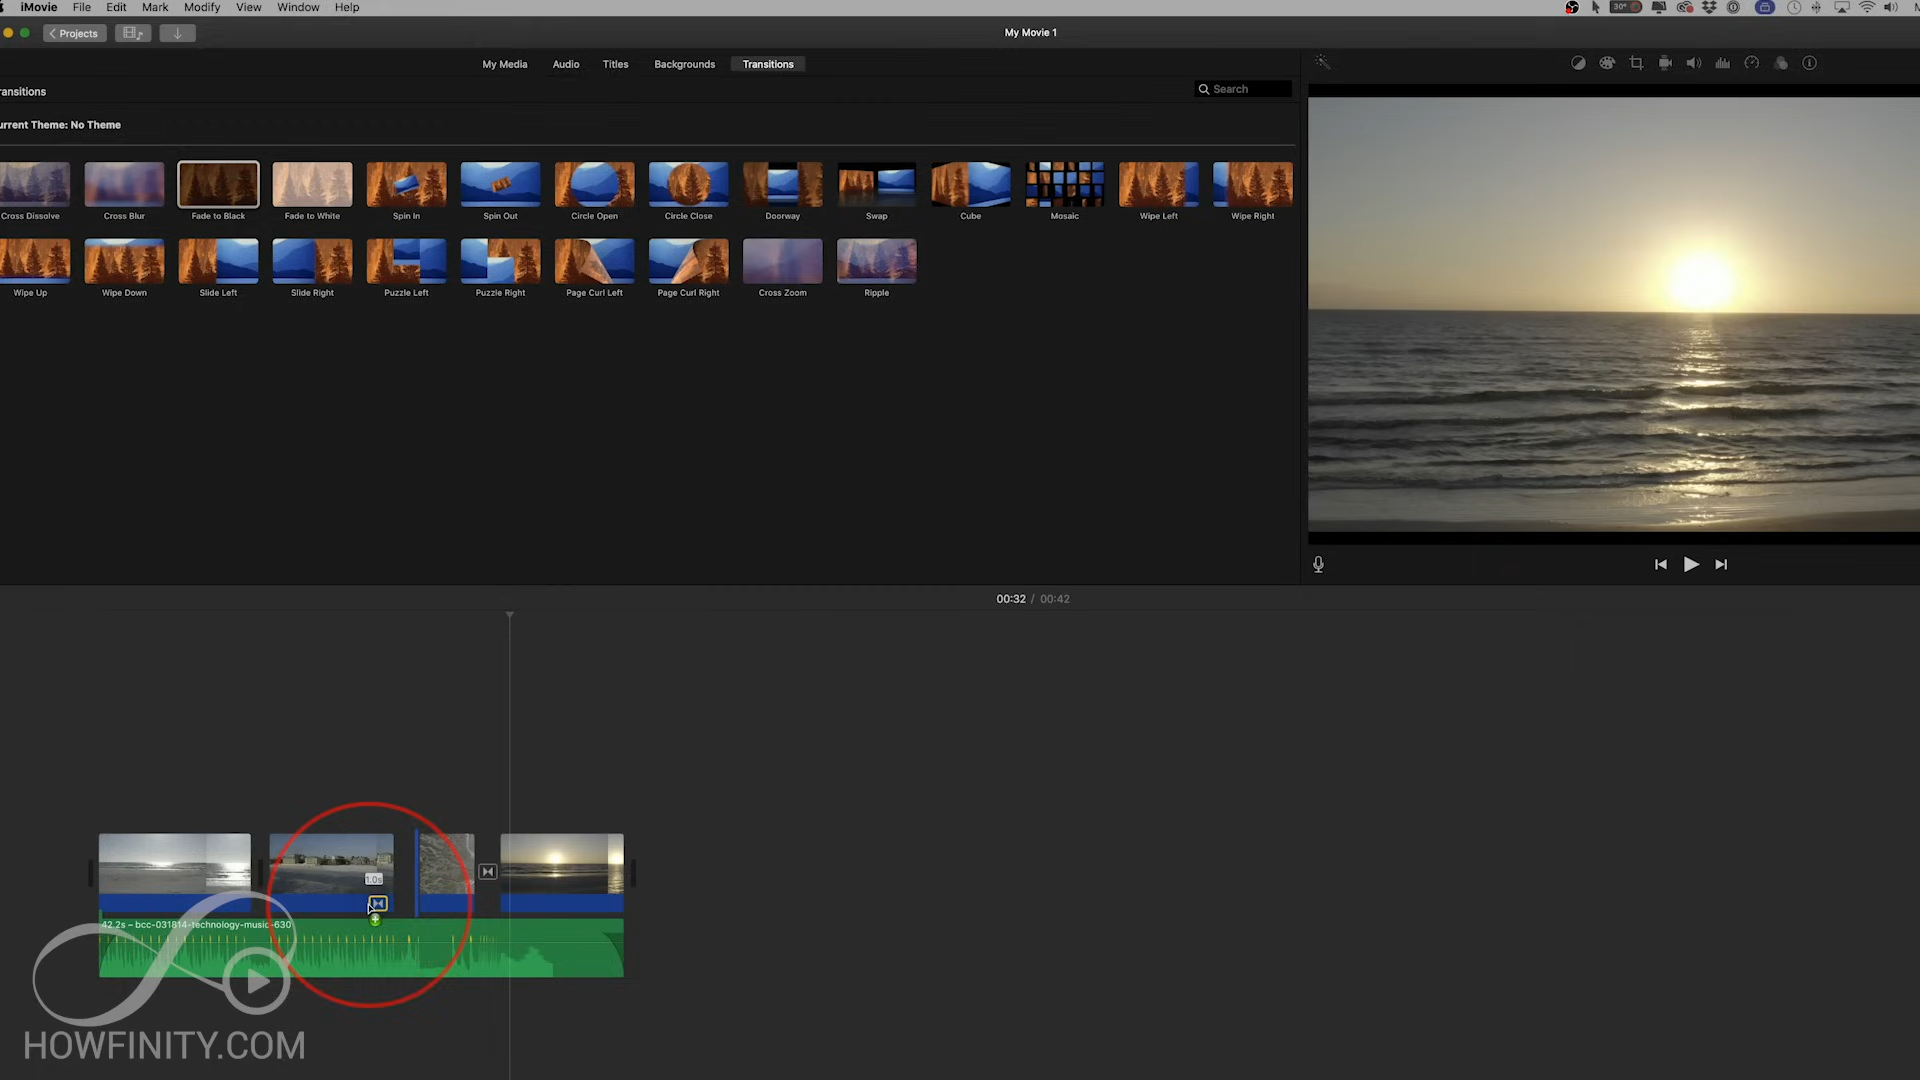 iMovie File Edit Mark Modify View Window Help
30°
Projects
My Movie 1
My Media Audio Titles Backgrounds Transitions
ransitions
Search
urrent Theme: No Theme
Cross Dissolve Cross Blur Fade to Black Fade to White Spin In Spin Out Circle Open Circle Close Doorway Swap Cube Mosaic Wipe Left Wipe Right
Wipe Up Wipe Down Slide Left Slide Right Puzzle Left Puzzle Right Page Curl Left Page Curl Right Cross Zoom Ripple
00:32 / 00:42
1.0s
42.2s – bcc-031814-technology-music-630
HOWFINITY.COM